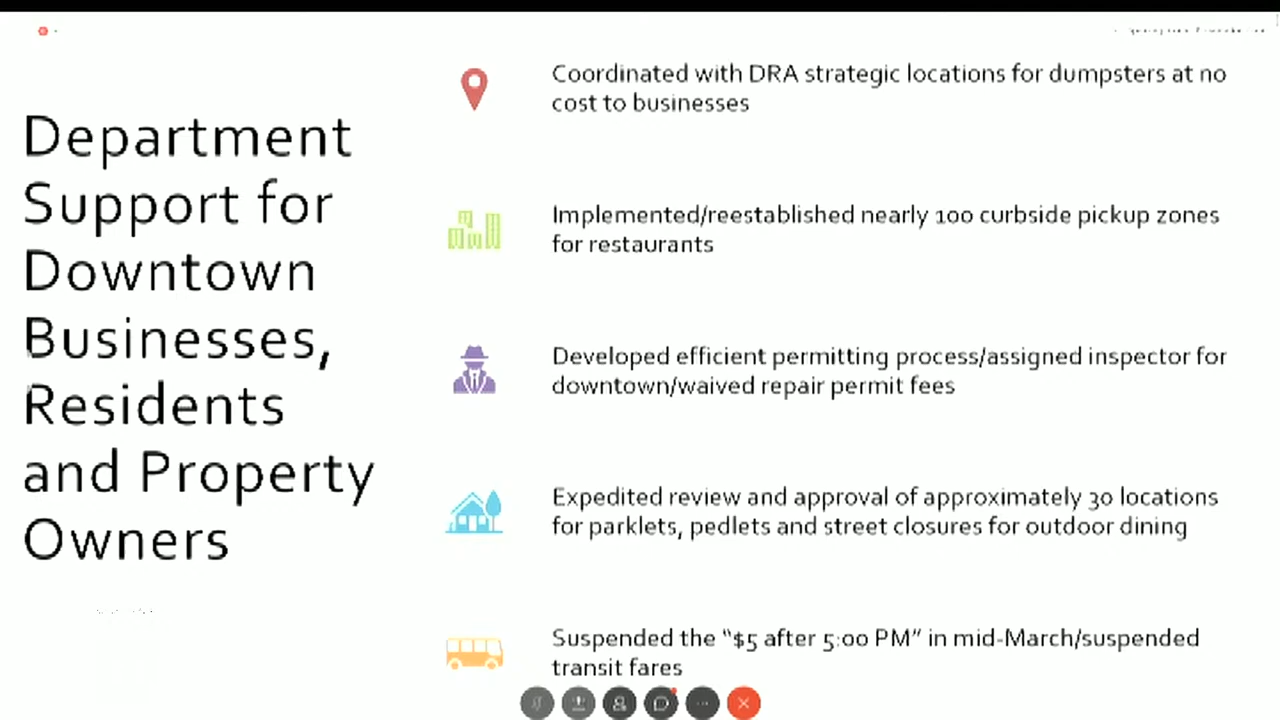 Department
Support for
Downtown
Businesses,
Residents
and Property
Owners
Coordinated with DRA strategic locations for dumpsters at no
cost to businesses
Implemented/reestablished nearly 100 curbside pickup zones
for restaurants
Developed efficient permitting process/assigned inspector for
downtown/waived repair permit fees
Expedited review and approval of approximately 30 locations
for parklets, pedlets and street closures for outdoor dining
Suspended the “$5 after 5:00 PM” in mid-March/suspended
transit fares